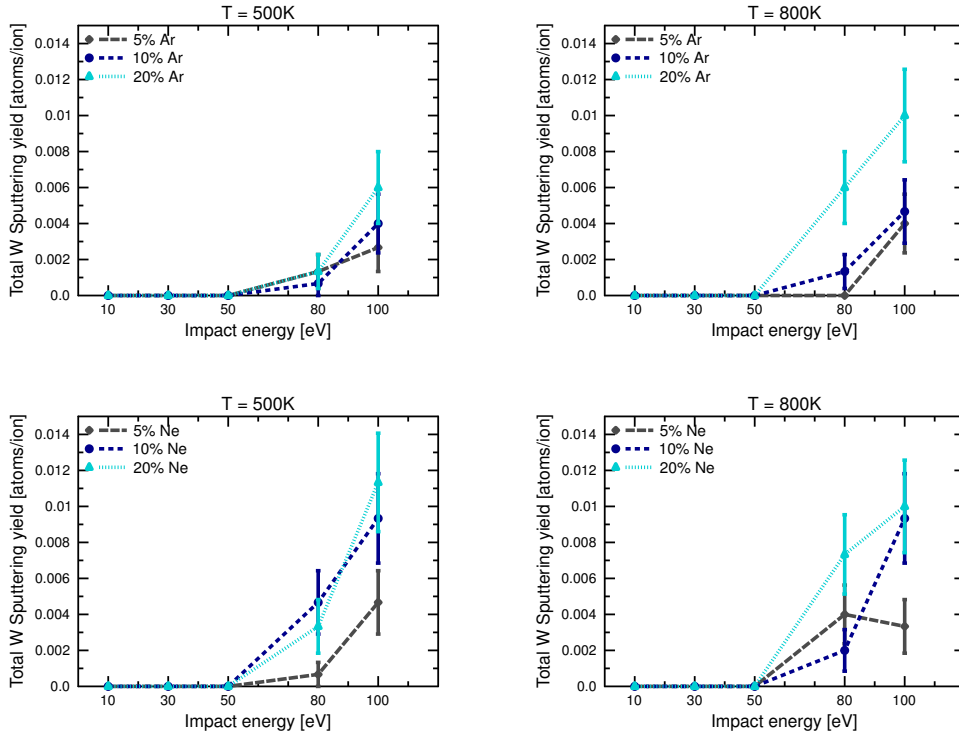 T = 500K
Total W Sputtering yield [atoms/ion]
0.014
0.012
0.01
0.008
0.006
0.004
0.002
0.0
5% Ar
10% Ar
20% Ar
10 30 50 80 100
Impact energy [eV]
T = 800K
Total W Sputtering yield [atoms/ion]
0.014
0.012
0.01
0.008
0.006
0.004
0.002
0.0
5% Ar
10% Ar
20% Ar
10 30 50 80 100
Impact energy [eV]
T = 500K
Total W Sputtering yield [atoms/ion]
0.014
0.012
0.01
0.008
0.006
0.004
0.002
0.0
5% Ne
10% Ne
20% Ne
10 30 50 80 100
Impact energy [eV]
T = 800K
Total W Sputtering yield [atoms/ion]
0.014
0.012
0.01
0.008
0.006
0.004
0.002
0.0
5% Ne
10% Ne
20% Ne
10 30 50 80 100
Impact energy [eV]